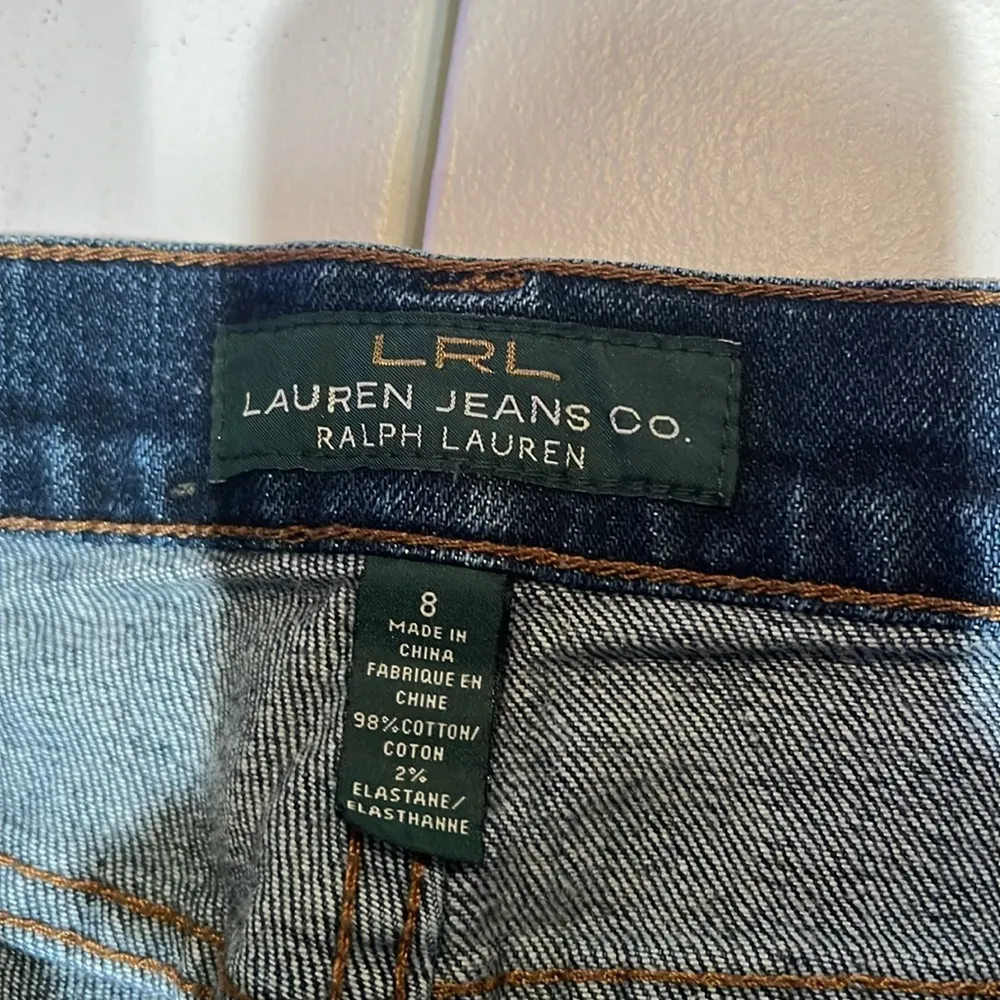 LRL
LAUREN JEANS CO.
RALPH LAUREN
8
MADE IN
CHINA
FABRIQUE EN
CHINE
98% COTTON/
COTON
2%
ELASTANE/
ELASTHANNE